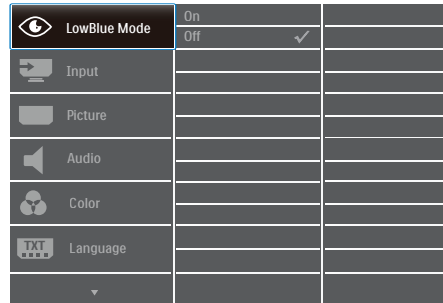 LowBlue Mode
On
Off
Input
Picture
Audio
Color
TXT
Language